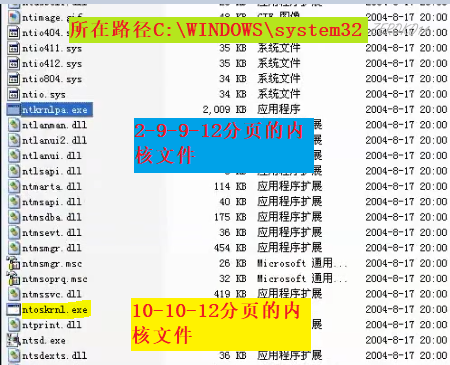 ntimage.gif 48 KB GIF 图像 2004-8-17 20:00
所在路径C:\WINDOWS\system32
ntio404.sys 2004-8-17 20:00
ntio411.sys 35 KB 系统文件 2004-8-17 20:00
ntio412.sys 35 KB 系统文件 2004-8-17 20:00
ntio804.sys 34 KB 系统文件 2004-8-17 20:00
ntio.sys 34 KB 系统文件 2004-8-17 20:00
ntkrnlpa.exe 2,009 KB 应用程序 2004-8-17 20:00
ntlanman.dll 展 2004-8-17 20:00
2-9-9-12分页的内
ntlanui2.dll 展 2004-8-17 20:00
核文件
ntlanui.dll 展 2004-8-17 20:00
ntlsapi.dll 展 2004-8-17 20:00
ntmarta.dll 114 KB 应用程序扩展 2004-8-17 20:00
ntmsapi.dll 40 KB 应用程序扩展 2004-8-17 20:00
ntmsdba.dll 175 KB 应用程序扩展 2004-8-17 20:00
ntmsevt.dll 36 KB 应用程序扩展 2004-8-17 20:00
ntmsmgr.dll 454 KB 应用程序扩展 2004-8-17 20:00
ntmsmgr.msc 26 KB Microsoft 通用... 2004-8-17 20:00
ntmsoprq.msc 32 KB Microsoft 通用... 2004-8-17 20:00
ntmssvc.dll 419 KB 应用程序扩展 2004-8-17 20:00
ntoskrnl.exe 2004-8-17 20:00
10-10-12分页的内
ntprint.dll 展 2004-8-17 20:00
核文件
ntsd.exe 2004-8-17 20:00
ntsdexts.dll 36 KB 应用程序扩展 2004-8-17 20:00